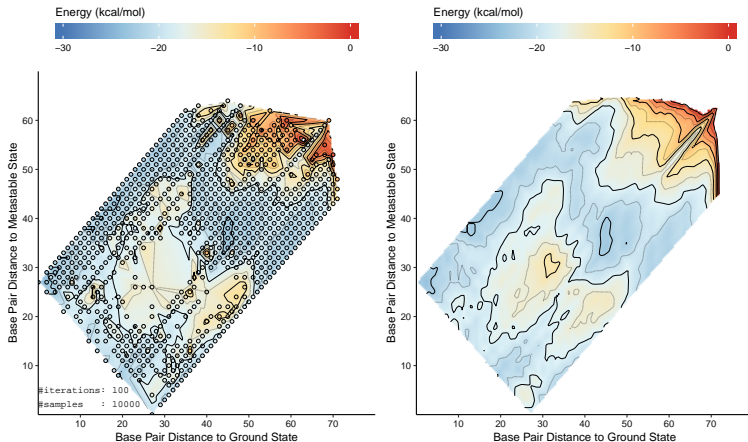 Energy (kcal/mol)
−30 −20 −10 0
Base Pair Distance to Metastable State
60
50
40
30
20
10
#iterations: 100
#samples : 10000
10 20 30 40 50 60 70
Base Pair Distance to Ground State
Energy (kcal/mol)
−30 −20 −10 0
Base Pair Distance to Metastable State
60
50
40
30
20
10
10 20 30 40 50 60 70
Base Pair Distance to Ground State